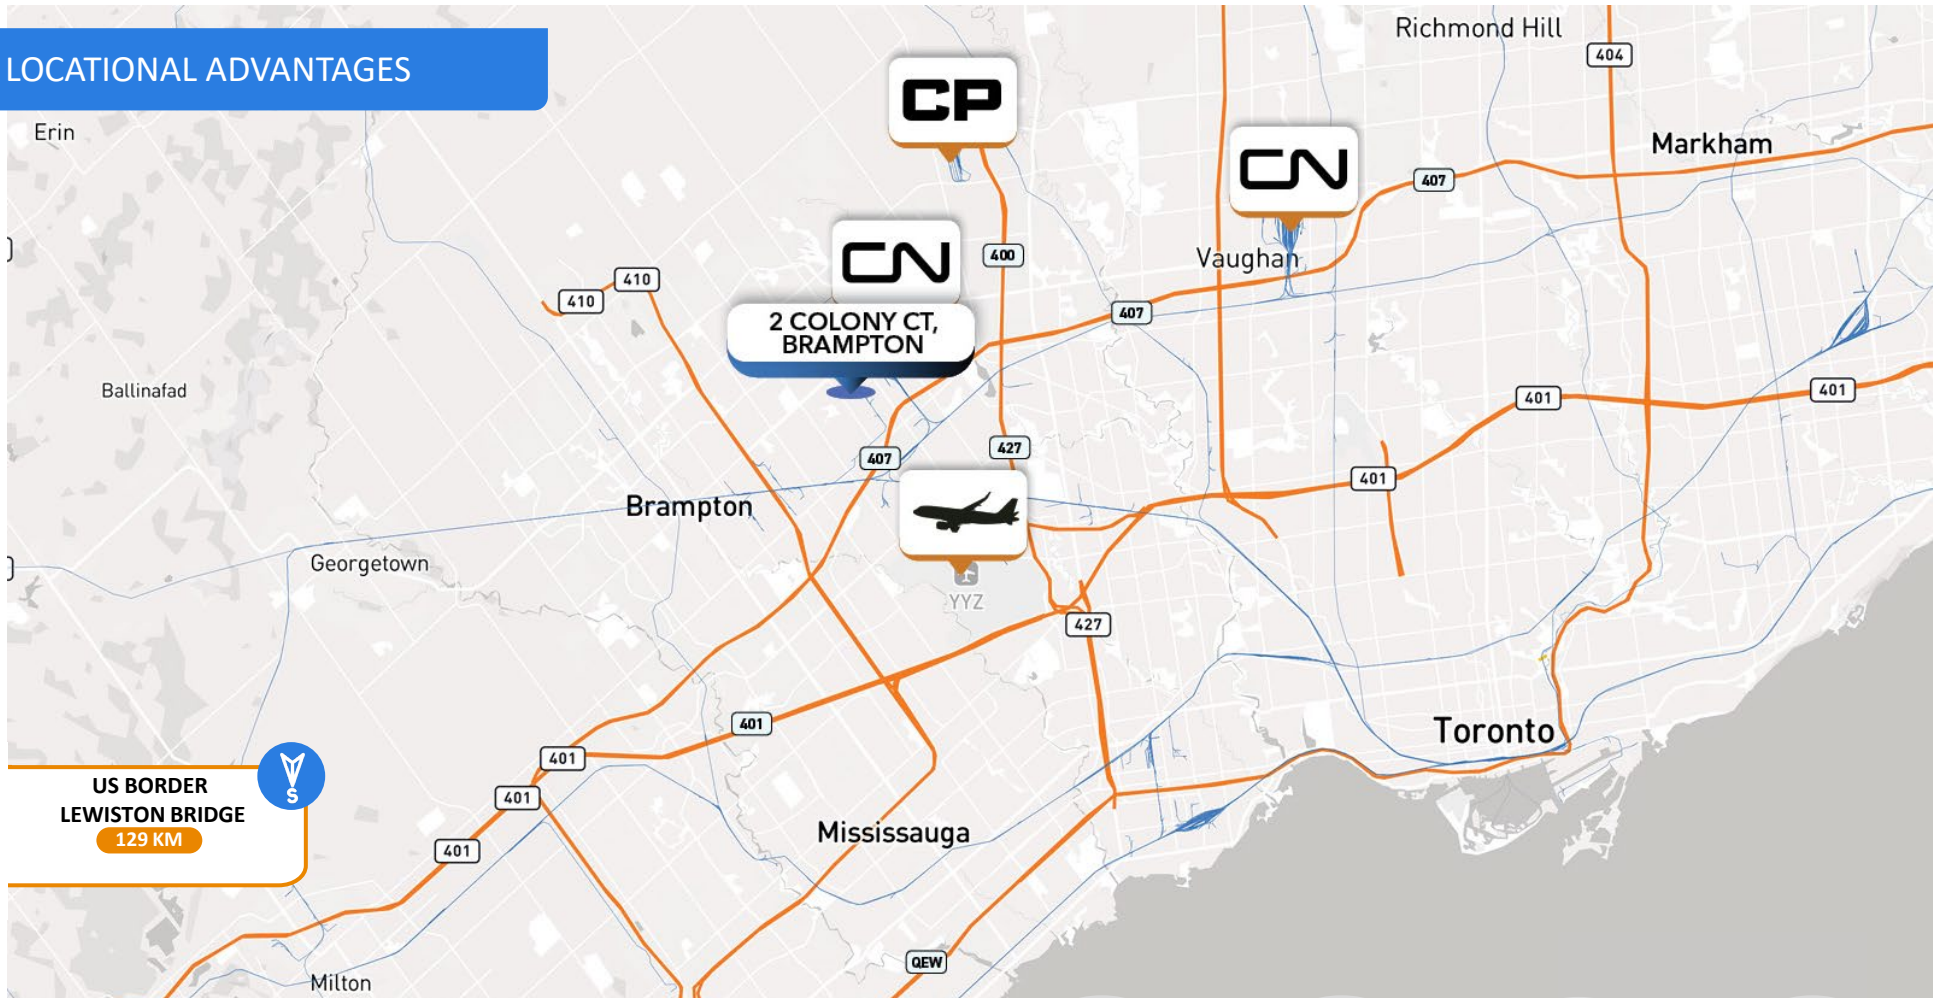 LOCATIONAL ADVANTAGES
Richmond Hill
404
CP
Erin
Markham
CN
407
CN
400
Vaughan
410
410
2 COLONY CT,
BRAMPTON
407
Ballinafad
401
401
427
407
401
Brampton
Georgetown
YYZ
427
401
Toronto
401
US BORDER
LEWISTON BRIDGE
129 KM
S
401
Mississauga
401
QEW
Milton